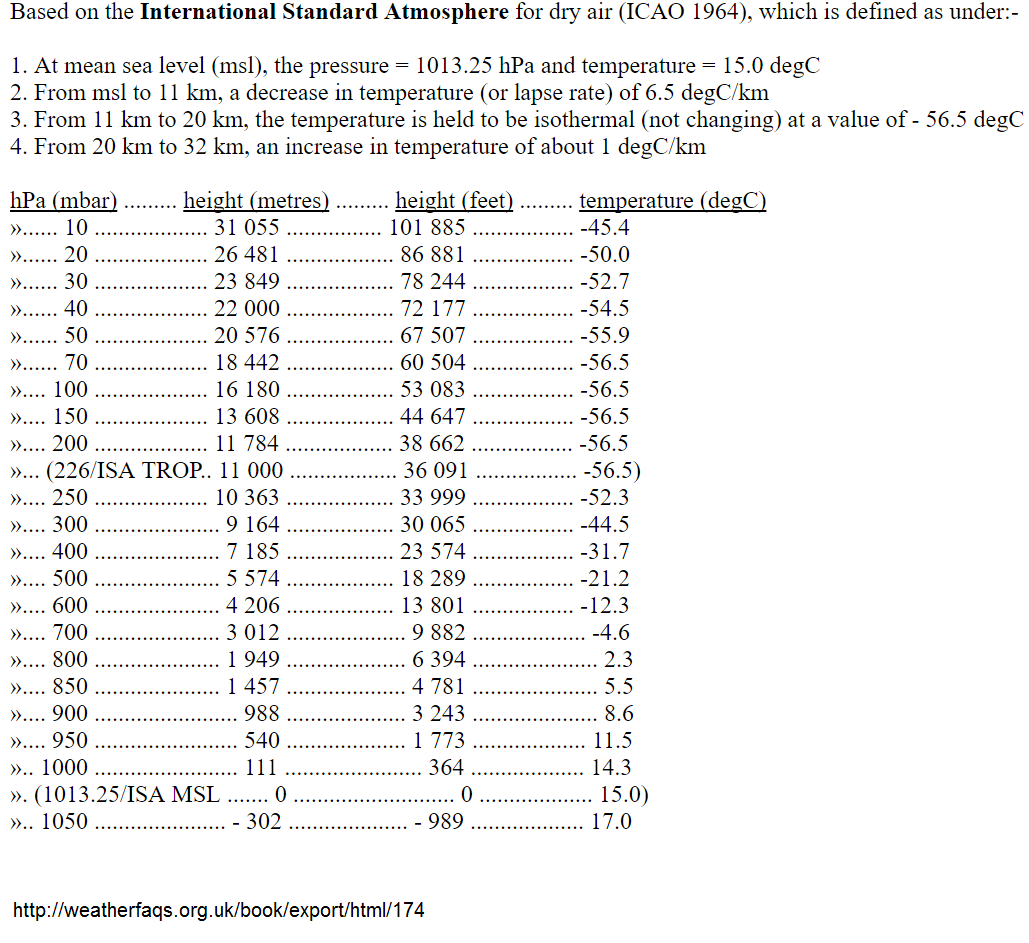 Based on the International Standard Atmosphere for dry air (ICAO 1964), which is defined as under:-
1. At mean sea level (msl), the pressure = 1013.25 hPa and temperature = 15.0 degC
2. From msl to 11 km, a decrease in temperature (or lapse rate) of 6.5 degC/km
3. From 11 km to 20 km, the temperature is held to be isothermal (not changing) at a value of - 56.5 degC
4. From 20 km to 32 km, an increase in temperature of about 1 degC/km
hPa (mbar) ......... height (metres) ......... height (feet) ......... temperature (degC)
»...... 10 ................... 31 055 ................ 101 885 ................. -45.4
»...... 20 ................... 26 481 .................. 86 881 ................. -50.0
»...... 30 ................... 23 849 .................. 78 244 ................. -52.7
»...... 40 ................... 22 000 .................. 72 177 ................. -54.5
»...... 50 ................... 20 576 .................. 67 507 ................. -55.9
»...... 70 ................... 18 442 .................. 60 504 ................. -56.5
».... 100 ................... 16 180 .................. 53 083 ................. -56.5
».... 150 ................... 13 608 .................. 44 647 ................. -56.5
».... 200 ................... 11 784 .................. 38 662 ................. -56.5
»... (226/ISA TROP.. 11 000 .................. 36 091 ................. -56.5)
».... 250 ................... 10 363 .................. 33 999 ................. -52.3
».... 300 ..................... 9 164 .................. 30 065 ................. -44.5
».... 400 ..................... 7 185 .................. 23 574 ................. -31.7
».... 500 ..................... 5 574 .................. 18 289 ................. -21.2
».... 600 ..................... 4 206 .................. 13 801 ................. -12.3
».... 700 ..................... 3 012 .................... 9 882 ................... -4.6
».... 800 ..................... 1 949 .................... 6 394 ..................... 2.3
».... 850 ..................... 1 457 .................... 4 781 ..................... 5.5
».... 900 ........................ 988 .................... 3 243 ..................... 8.6
».... 950 ........................ 540 .................... 1 773 ................... 11.5
».. 1000 ........................ 111 ....................... 364 ................... 14.3
». (1013.25/ISA MSL ....... 0 ........................... 0 ................... 15.0)
».. 1050 ...................... - 302 .................... - 989 ................... 17.0
http://weatherfaqs.org.uk/book/export/html/174